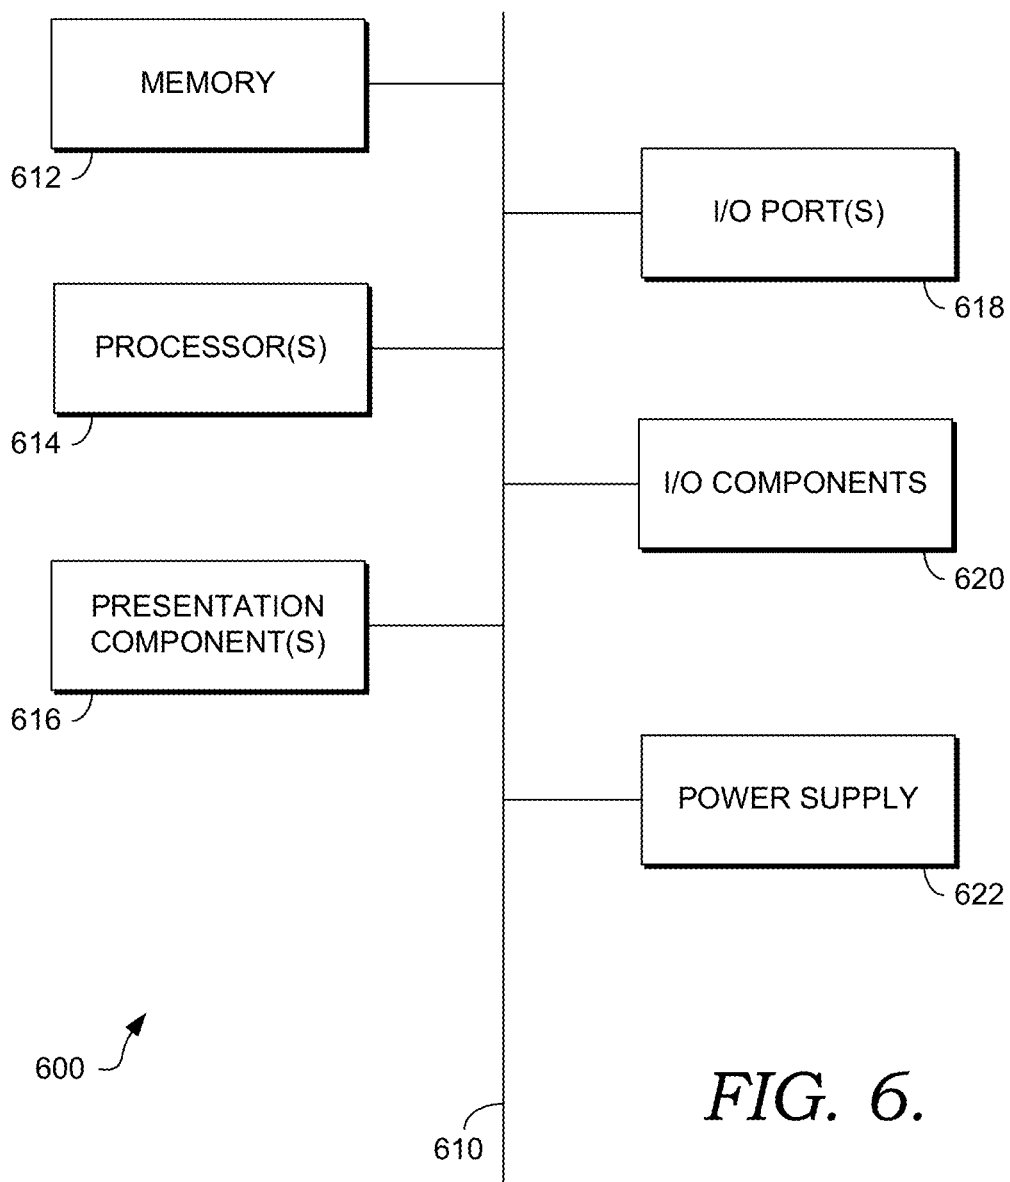 MEMORY
612
I/O PORT(S)
618
PROCESSOR(S)
614
I/O COMPONENTS
620
PRESENTATION
COMPONENT(S)
616
POWER SUPPLY
622
600
610
FIG. 6.